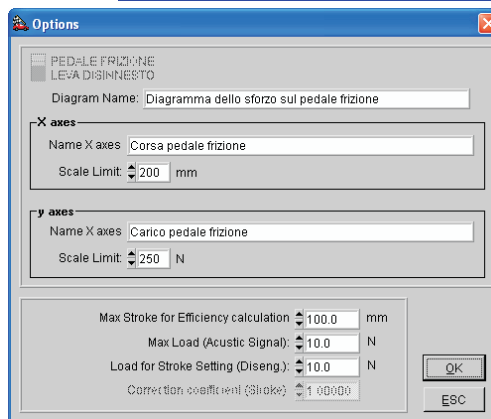 Options
PEDALE FRIZIONE
LEVA DISINNESTO
Diagram Name: Diagramma dello sforzo sul pedale frizione
X axes
Name X axes Corsa pedale frizione
Scale Limit: 200 mm
y axes
Name X axes Carico pedale frizione
Scale Limit: 250 N
Max Stroke for Efficiency calculation 100.0 mm
Max Load (Acustic Signal): 10.0 N
Load for Stroke Setting (Diseng.): 10.0 N
Correction coefficient (Stroke) 1.00000
OK
ESC